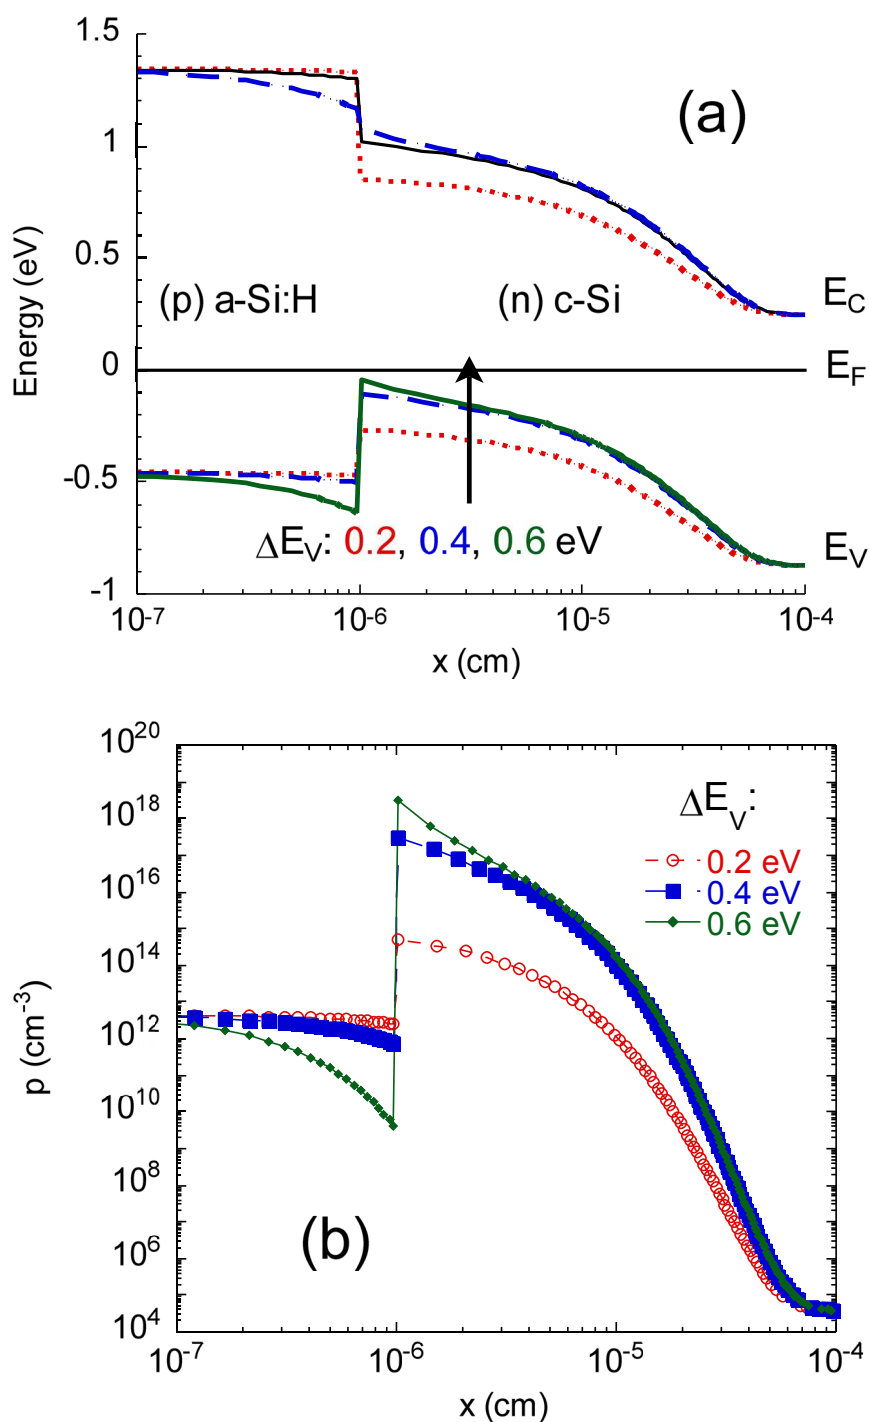 (a)
1.5
1
0.5
0
-0.5
-1
Energy (eV)
(p) a-Si:H
(n) c-Si
E_C
E_F
E_V
ΔE_V: 0.2, 0.4, 0.6 eV
10^-7
10^-6
10^-5
10^-4
x (cm)
10^20
10^18
10^16
10^14
10^12
10^10
10^8
10^6
10^4
p (cm^-3)
ΔE_V:
0.2 eV
0.4 eV
0.6 eV
(b)
10^-7
10^-6
10^-5
10^-4
x (cm)